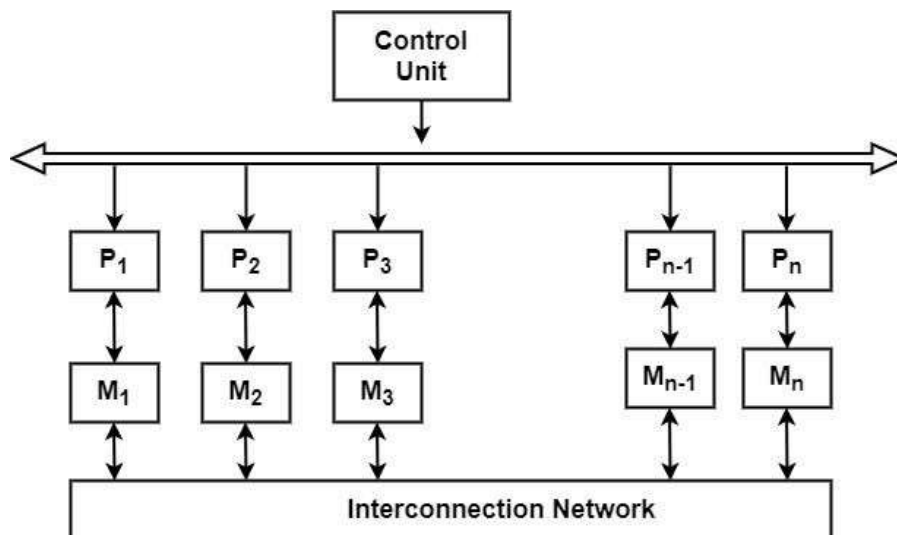 Control
Unit
P₁ P₂ P₃ Pₙ₋₁ Pₙ
M₁ M₂ M₃ Mₙ₋₁ Mₙ
Interconnection Network